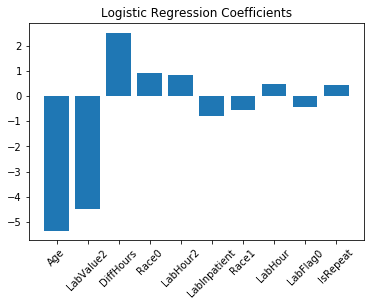 Logistic Regression Coefficients
2
1
0
-1
-2
-3
-4
-5
Age
LabValue2
DiffHours
Race0
LabHour2
LabInpatient
Race1
LabHour
LabFlag0
IsRepeat